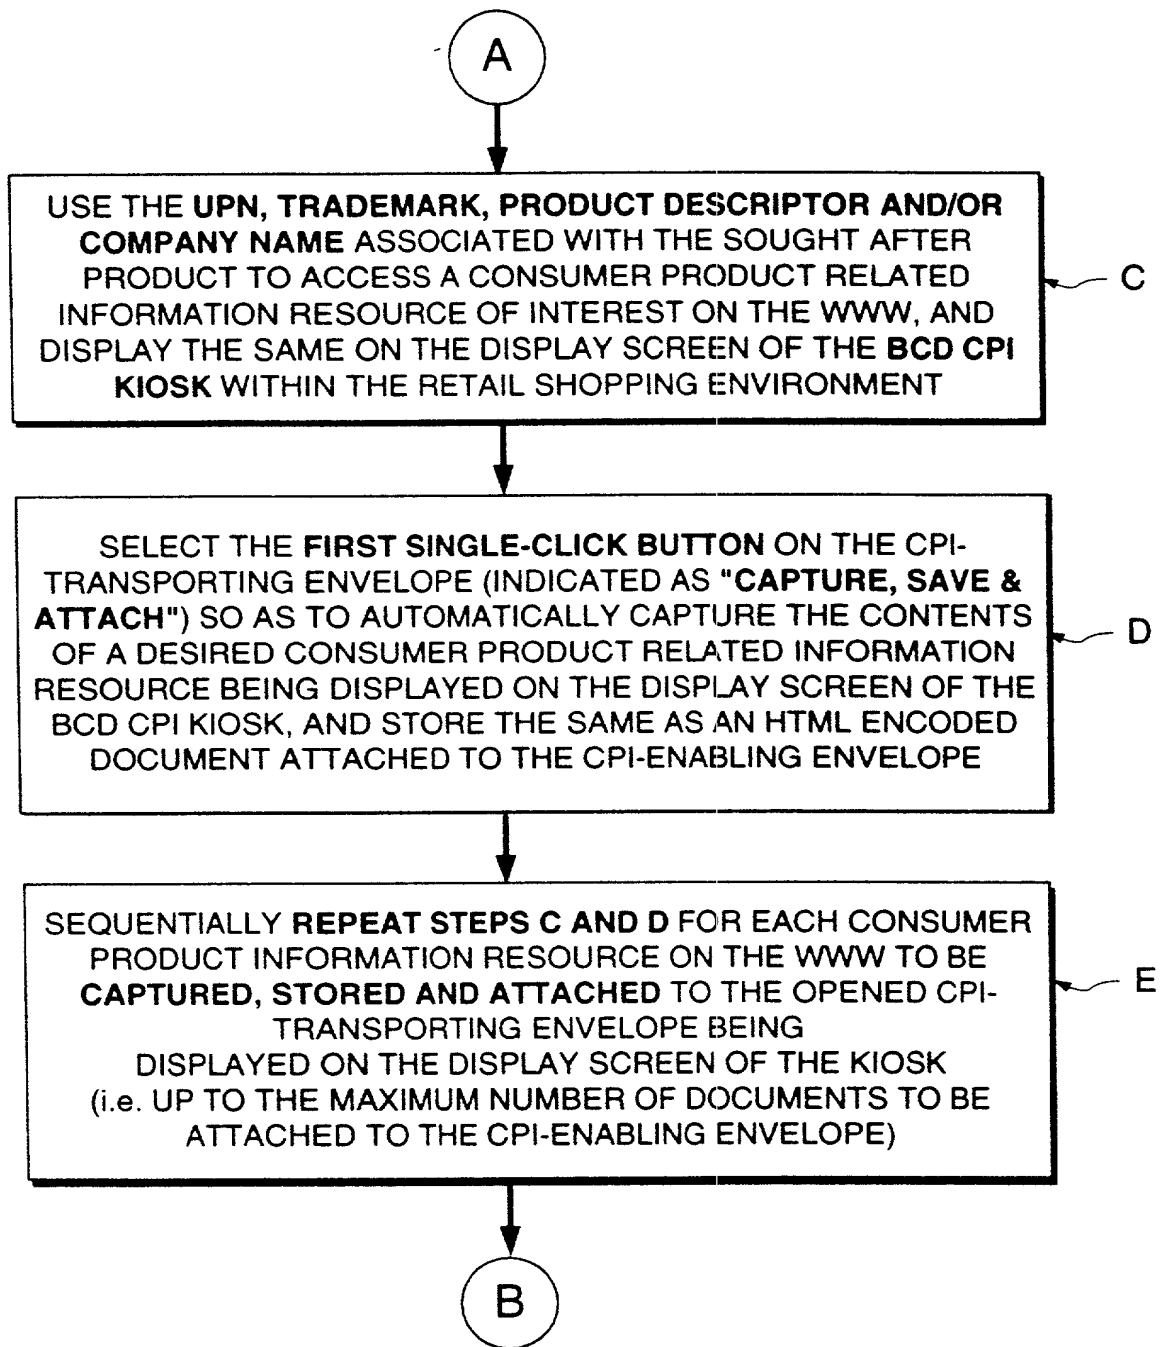 A
USE THE UPN, TRADEMARK, PRODUCT DESCRIPTOR AND/OR
COMPANY NAME ASSOCIATED WITH THE SOUGHT AFTER
PRODUCT TO ACCESS A CONSUMER PRODUCT RELATED
INFORMATION RESOURCE OF INTEREST ON THE WWW, AND
DISPLAY THE SAME ON THE DISPLAY SCREEN OF THE BCD CPI
KIOSK WITHIN THE RETAIL SHOPPING ENVIRONMENT
C
SELECT THE FIRST SINGLE-CLICK BUTTON ON THE CPI-
TRANSPORTING ENVELOPE (INDICATED AS "CAPTURE, SAVE &
ATTACH") SO AS TO AUTOMATICALLY CAPTURE THE CONTENTS
OF A DESIRED CONSUMER PRODUCT RELATED INFORMATION
RESOURCE BEING DISPLAYED ON THE DISPLAY SCREEN OF THE
BCD CPI KIOSK, AND STORE THE SAME AS AN HTML ENCODED
DOCUMENT ATTACHED TO THE CPI-ENABLING ENVELOPE
D
SEQUENTIALLY REPEAT STEPS C AND D FOR EACH CONSUMER
PRODUCT INFORMATION RESOURCE ON THE WWW TO BE
CAPTURED, STORED AND ATTACHED TO THE OPENED CPI-
TRANSPORTING ENVELOPE BEING
DISPLAYED ON THE DISPLAY SCREEN OF THE KIOSK
(i.e. UP TO THE MAXIMUM NUMBER OF DOCUMENTS TO BE
ATTACHED TO THE CPI-ENABLING ENVELOPE)
E
B